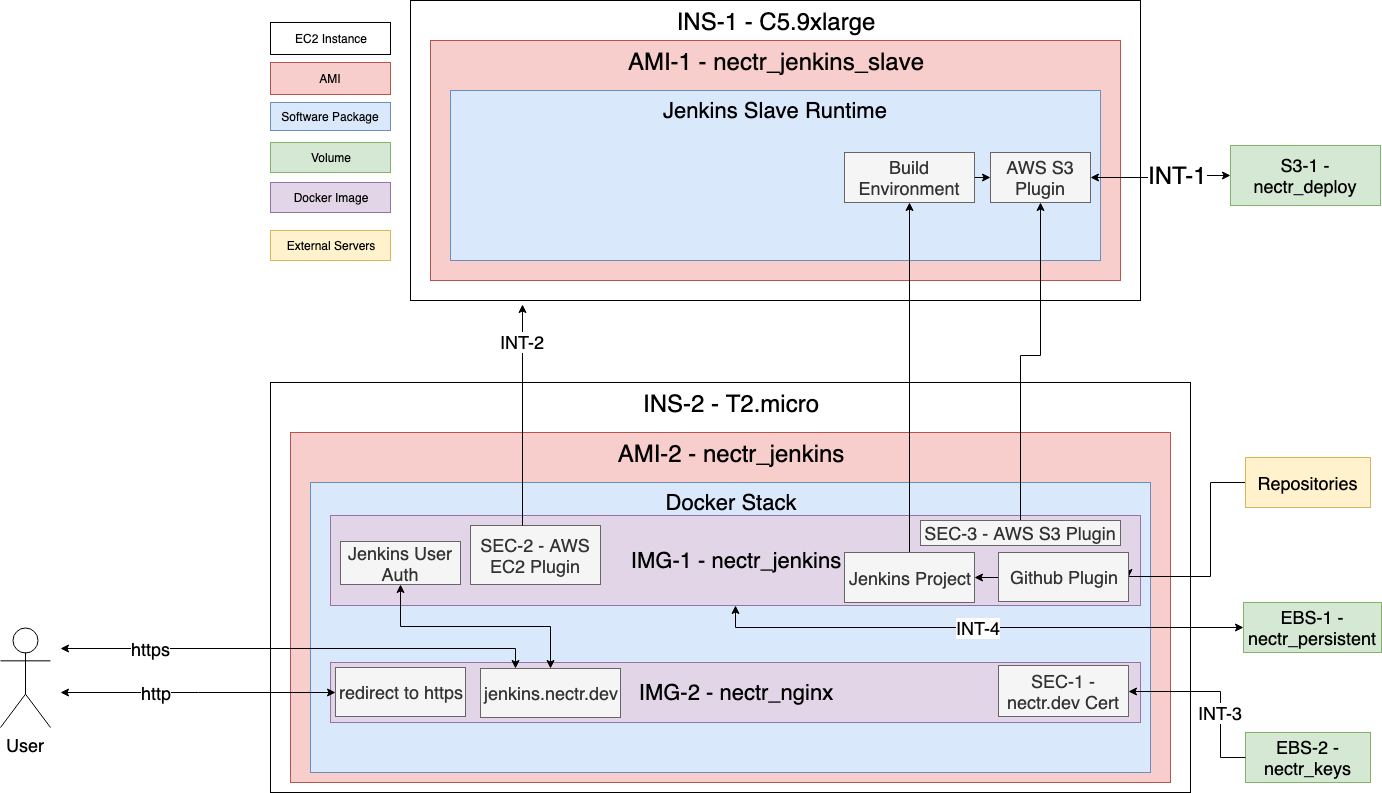 EC2 Instance
AMI
Software Package
Volume
Docker Image
External Servers
INS-1 - C5.9xlarge
AMI-1 - nectr_jenkins_slave
Jenkins Slave Runtime
Build
Environment
AWS S3
Plugin
INT-1
S3-1 -
nectr_deploy
INT-2
INS-2 - T2.micro
AMI-2 - nectr_jenkins
Docker Stack
Jenkins User
Auth
SEC-2 - AWS
EC2 Plugin
IMG-1 - nectr_jenkins
SEC-3 - AWS S3 Plugin
Jenkins Project
Github Plugin
Repositories
INT-4
EBS-1 -
nectr_persistent
https
http
User
redirect to https
jenkins.nectr.dev
IMG-2 - nectr_nginx
SEC-1 -
nectr.dev Cert
INT-3
EBS-2 -
nectr_keys